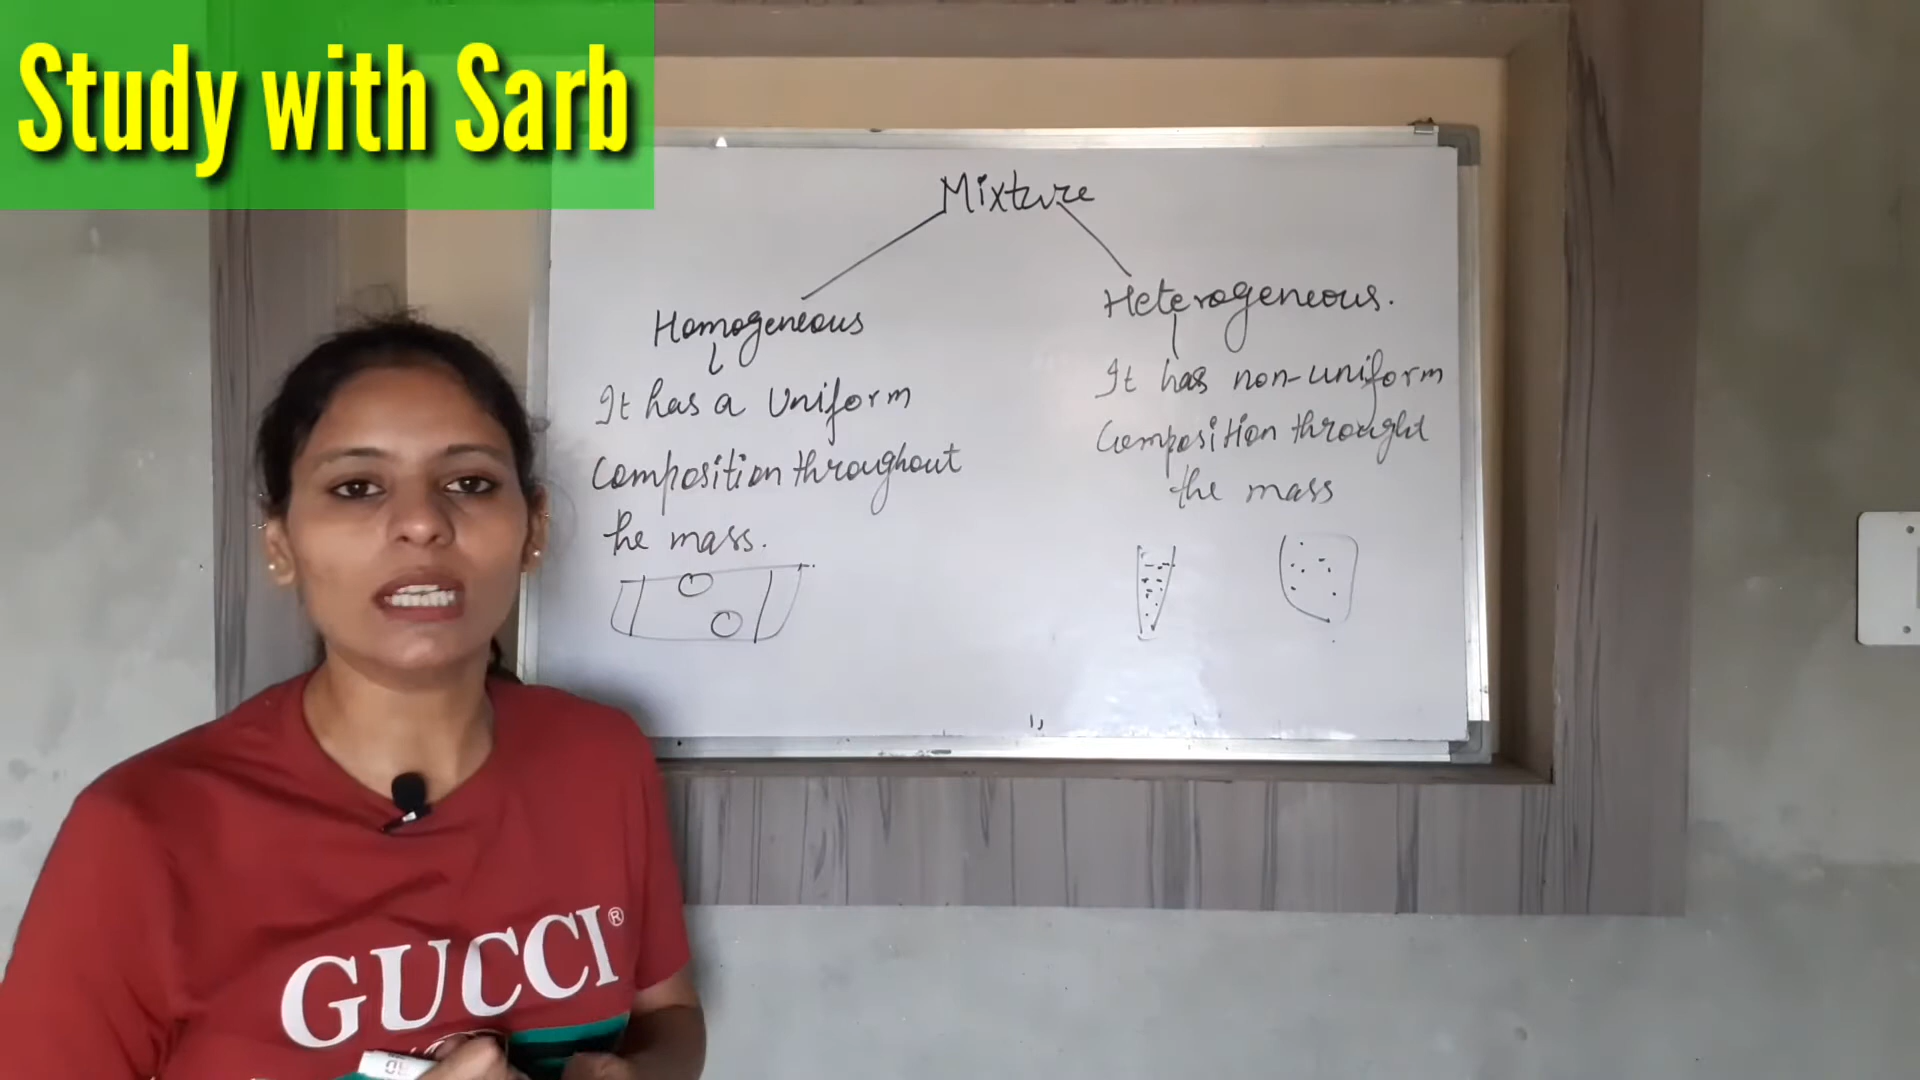 Study with Sarb
Mixture
Homogeneous
It has a Uniform
Composition throughout
he mass.
Heterogeneous.
It has non-uniform
Composition throught
the mass
GUCCI®